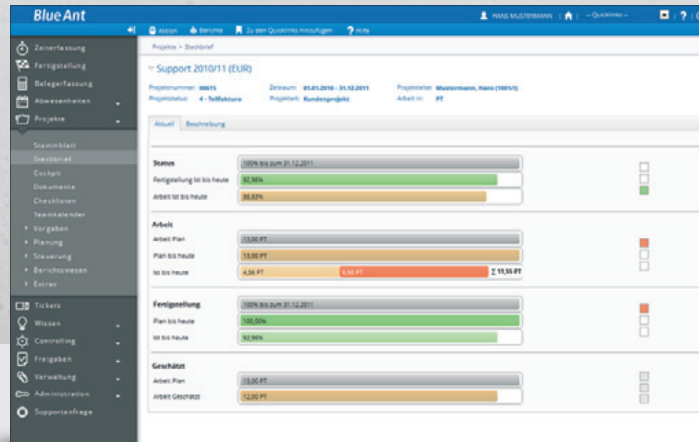 Blue Ant
HANS MUSTERMANN
-- Quicklinks --
Aktion Berichte Zu den Quicklinks hinzufügen ? Hilfe
Zeiterfassung
Fertigstellung
Belegerfassung
Abwesenheiten
Projekte
Stammblatt
Steckbrief
Cockpit
Dokumente
Checklisten
Teamkalender
Vorgaben
Planung
Steuerung
Berichtswesen
Extras
Tickets
Wissen
Controlling
Freigaben
Verwaltung
Administration
Supportanfrage
Projekte > Steckbrief
Support 2010/11 (EUR)
Projektnummer: 00615 Zeitraum: 01.01.2010 - 31.12.2011 Projektleiter: Mustermann, Hans (1001/I)
Projektstatus: 4 - Teilfaktura Projektart: Kundenprojekt Arbeit in: PT
Aktuell Beschreibung
Status 100% bis zum 31.12.2011
Fertigstellung Ist bis heute 92,96%
Arbeit Ist bis heute 88,83%
Arbeit
Arbeit Plan 13,00 PT
Plan bis heute 13,00 PT
Ist bis heute 4,56 PT 6,98 PT Σ 11,55 PT
Fertigstellung 100% bis zum 31.12.2011
Plan bis heute 100,00%
Ist bis heute 92,96%
Geschätzt
Arbeit Plan 13,00 PT
Arbeit Geschätzt 12,00 PT